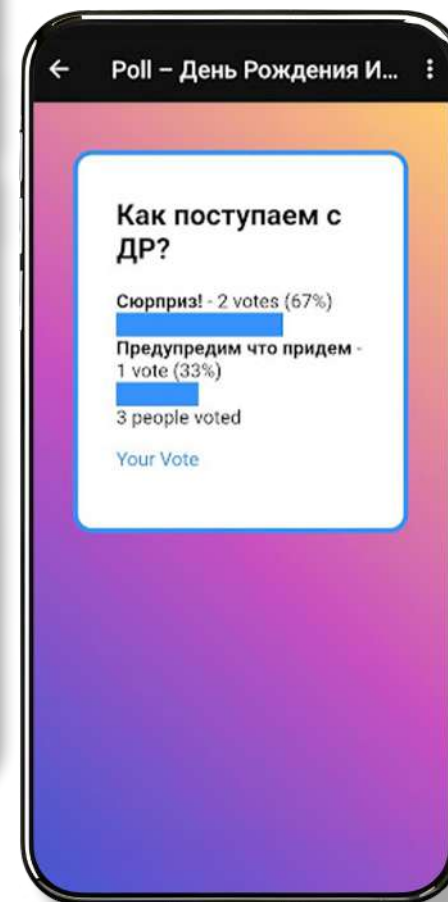 Poll – День Рождения И...
Как поступаем с
ДР?
Сюрприз! - 2 votes (67%)
Предупредим что придем -
1 vote (33%)
3 people voted
Your Vote